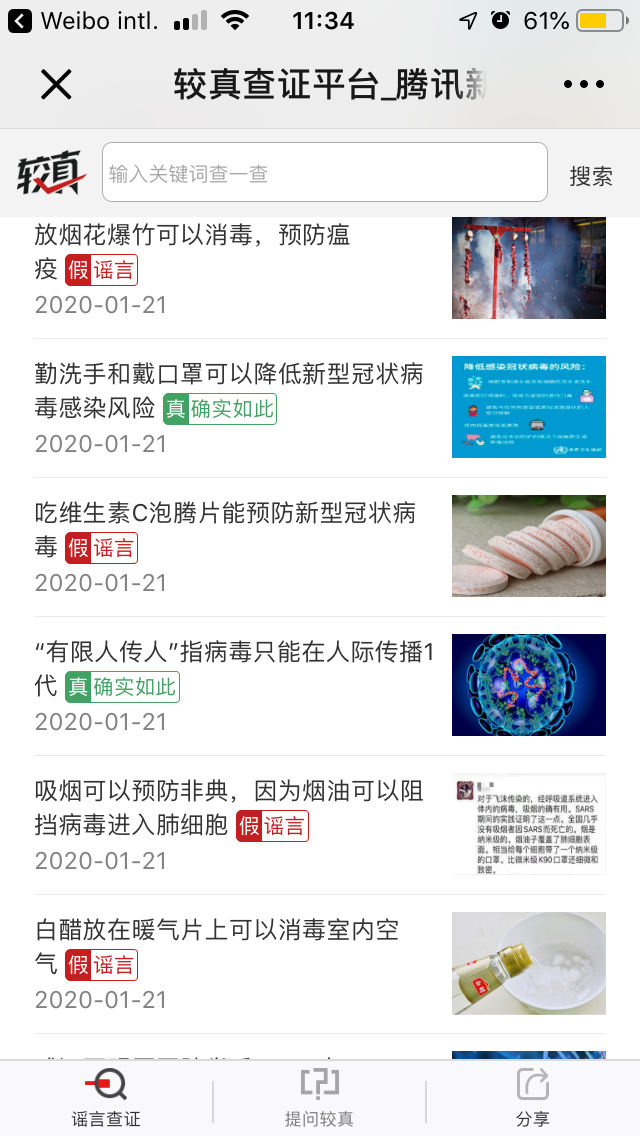 Weibo intl.
11:34
61%
较真查证平台_腾讯新
较真
输入关键词查一查
搜索
放烟花爆竹可以消毒，预防瘟
疫 假 谣言
2020-01-21
勤洗手和戴口罩可以降低新型冠状病
毒感染风险 真 确实如此
2020-01-21
降低感染冠状病毒的风险：
吃维生素C泡腾片能预防新型冠状病
毒 假 谣言
2020-01-21
“有限人传人”指病毒只能在人际传播1
代 真 确实如此
2020-01-21
吸烟可以预防非典，因为烟油可以阻
挡病毒进入肺细胞 假 谣言
2020-01-21
对于飞沫传染的，经呼吸道系统进入
体内的病毒，吸烟的确有用。SARS
期间的实践证明了这一点。全国几乎
没有吸烟者因SARS而死亡的。烟是
纳米级的。烟油子覆盖了肺细胞表
面，相当给每个细胞带了一个纳米级
的口罩。比微米级K90口罩还细微和
致密。
白醋放在暖气片上可以消毒室内空
气 假 谣言
2020-01-21
谣言查证
提问较真
分享